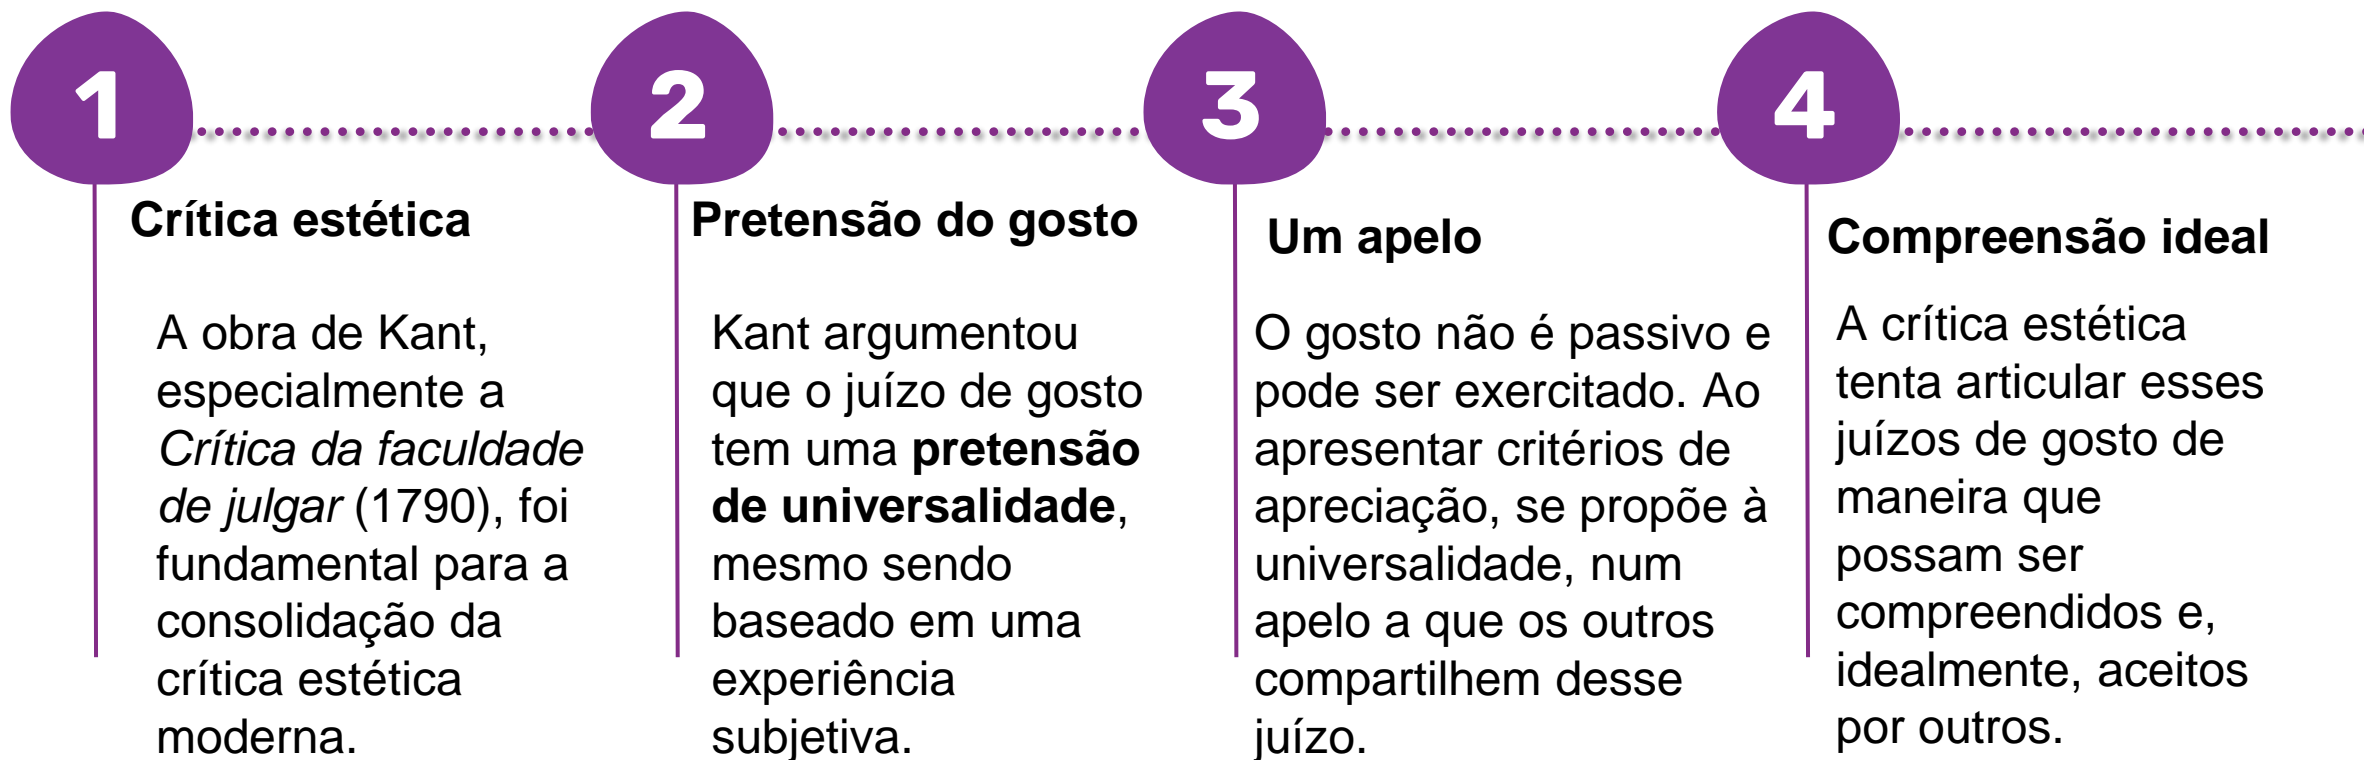 1
Crítica estética
A obra de Kant,
especialmente a
Crítica da faculdade
de julgar (1790), foi
fundamental para a
consolidação da
crítica estética
moderna.
2
Pretensão do gosto
Kant argumentou
que o juízo de gosto
tem uma pretensão
de universalidade,
mesmo sendo
baseado em uma
experiência
subjetiva.
3
Um apelo
O gosto não é passivo e
pode ser exercitado. Ao
apresentar critérios de
apreciação, se propõe à
universalidade, num
apelo a que os outros
compartilhem desse
juízo.
4
Compreensão ideal
A crítica estética
tenta articular esses
juízos de gosto de
maneira que
possam ser
compreendidos e,
idealmente, aceitos
por outros.